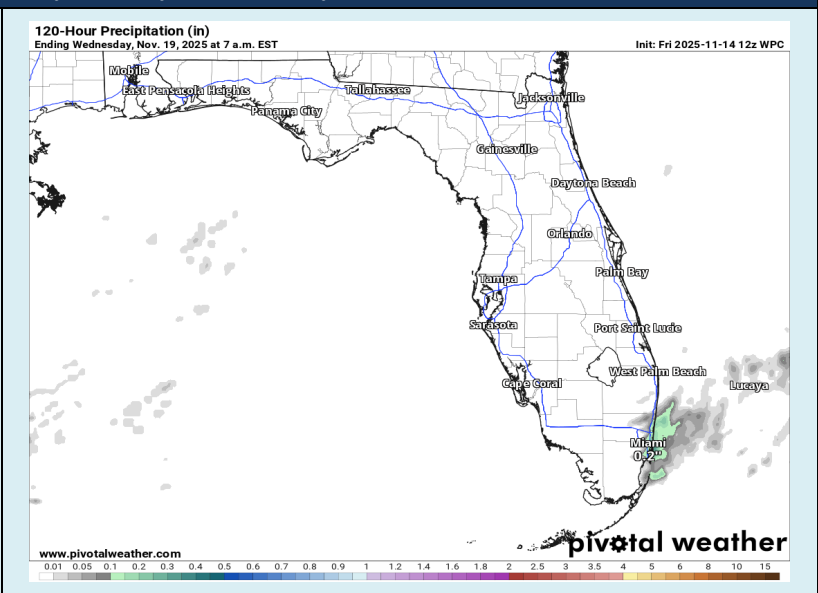 120-Hour Precipitation (in)
Ending Wednesday, Nov. 19, 2025 at 7 a.m. EST
Init: Fri 2025-11-14 12z WPC
Mobile
East Pensacola Heights
Tallahassee
Panama City
Jacksonville
Gainesville
Daytona Beach
Orlando
Tampa
Palm Bay
Sarasota
Port Saint Lucie
West Palm Beach
Cape Coral
Lucaya
Miami
0.2"
www.pivotalweather.com
pivotal weather
0.01 0.05 0.1 0.2 0.3 0.4 0.5 0.6 0.7 0.8 0.9 1 1.2 1.4 1.6 1.8 2 2.5 3 3.5 4 5 6 8 10 15